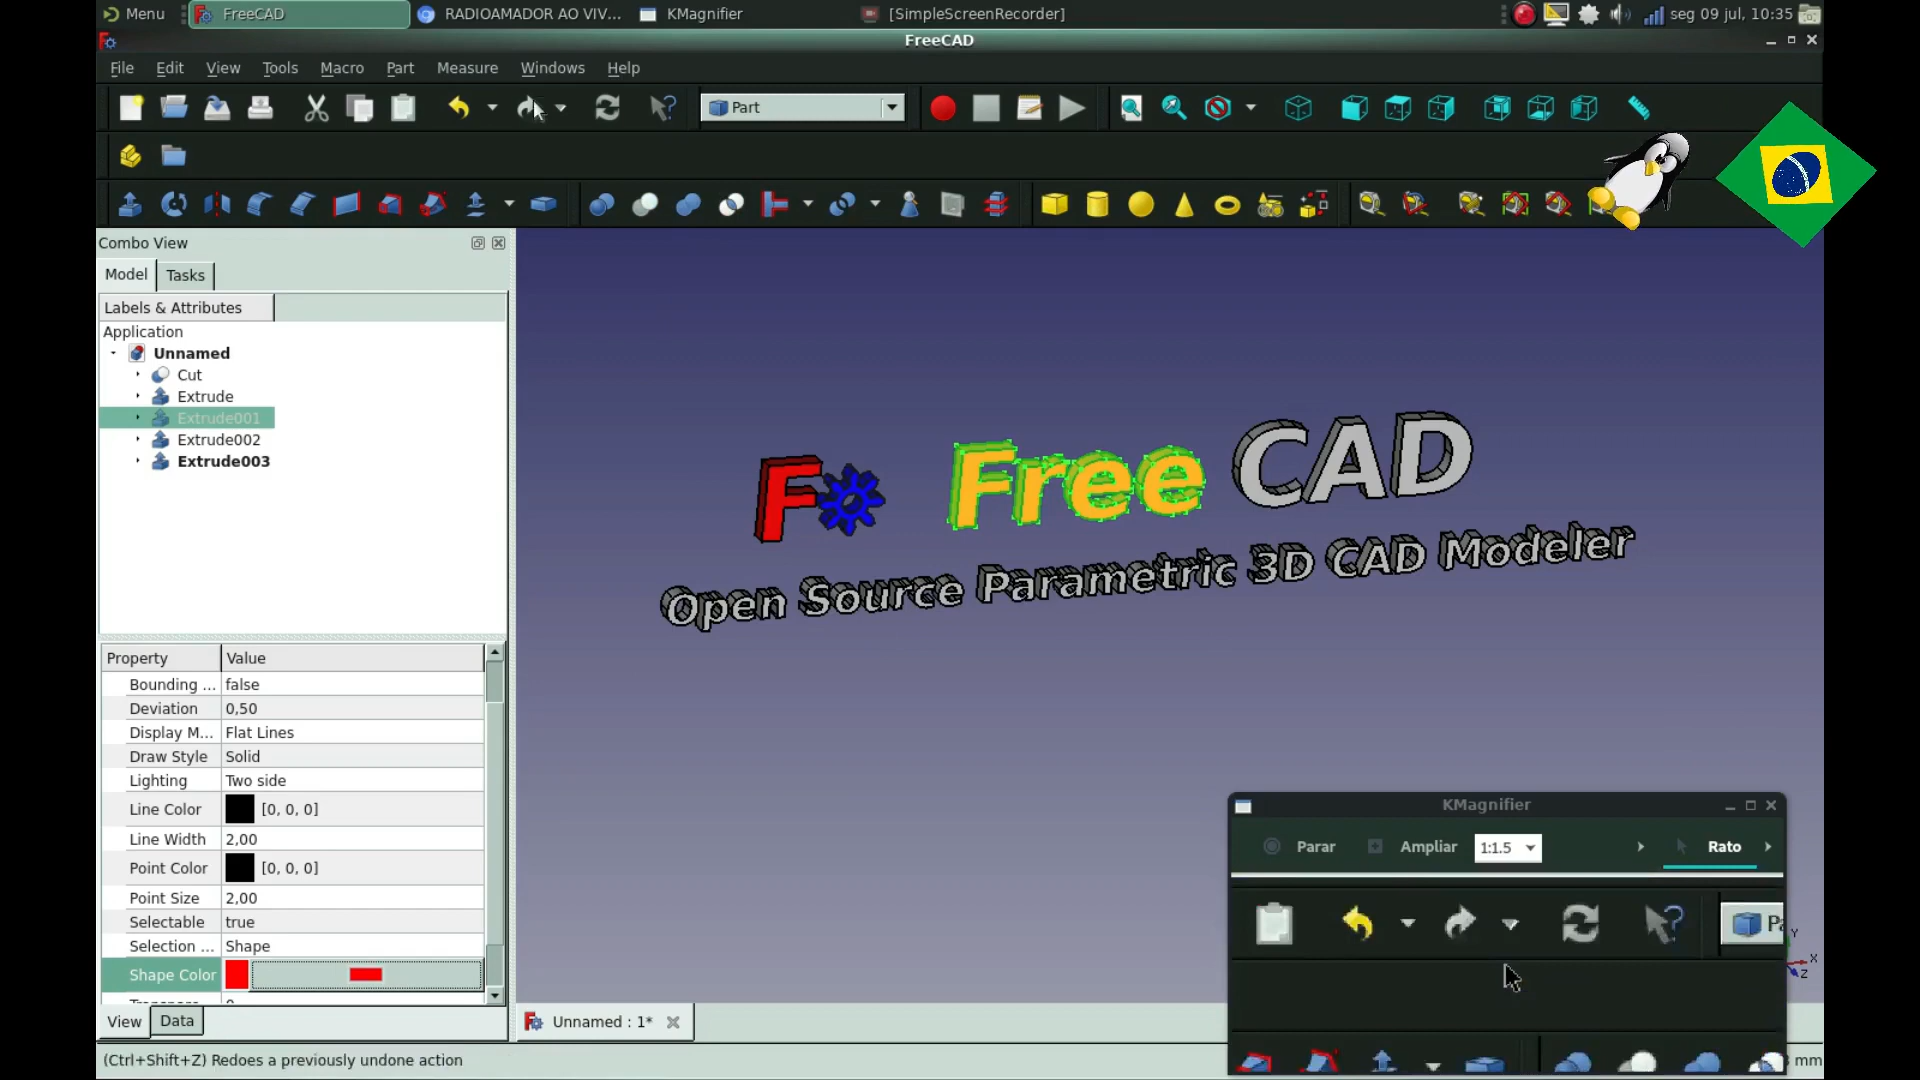 Menu FreeCAD RADIOAMADOR AO VIV... KMagnifier [SimpleScreenRecorder] seg 09 jul, 10:35
FreeCAD
File Edit View Tools Macro Part Measure Windows Help
Part
Combo View
Model Tasks
Labels & Attributes
Application
Unnamed
Cut
Extrude
Extrude001
Extrude002
Extrude003
F Free CAD
Open Source Parametric 3D CAD Modeler
Property Value
Bounding ... false
Deviation 0,50
Display M... Flat Lines
Draw Style Solid
Lighting Two side
Line Color [0, 0, 0]
Line Width 2,00
Point Color [0, 0, 0]
Point Size 2,00
Selectable true
Selection ... Shape
Shape Color
View Data
Unnamed : 1*
(Ctrl+Shift+Z) Redoes a previously undone action
KMagnifier
Parar Ampliar 1:1.5 Rato
Y
X
Z
mm